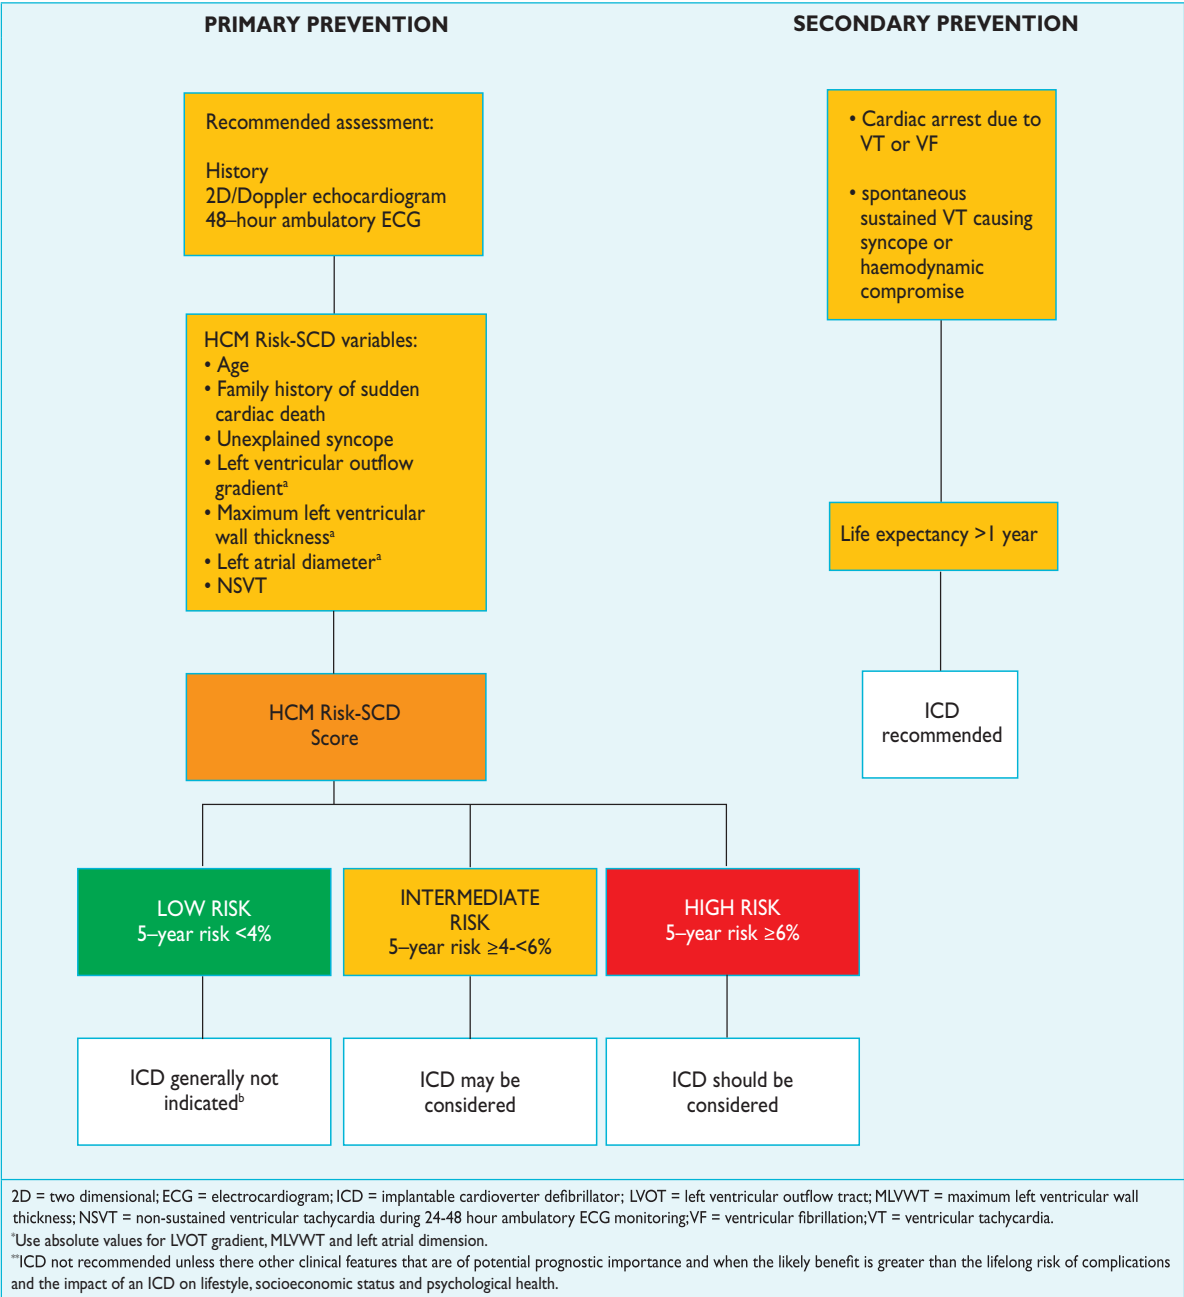 PRIMARY PREVENTION
Recommended assessment:
History
2D/Doppler echocardiogram
48–hour ambulatory ECG
HCM Risk-SCD variables:
• Age
• Family history of sudden
cardiac death
• Unexplained syncope
• Left ventricular outflow
gradientᵃ
• Maximum left ventricular
wall thicknessᵃ
• Left atrial diameterᵃ
• NSVT
HCM Risk-SCD
Score
LOW RISK
5–year risk <4%
INTERMEDIATE
RISK
5–year risk ≥4-<6%
HIGH RISK
5–year risk ≥6%
ICD generally not
indicatedᵇ
ICD may be
considered
ICD should be
considered
SECONDARY PREVENTION
• Cardiac arrest due to
VT or VF
• spontaneous
sustained VT causing
syncope or
haemodynamic
compromise
Life expectancy >1 year
ICD
recommended
2D = two dimensional; ECG = electrocardiogram; ICD = implantable cardioverter defibrillator; LVOT = left ventricular outflow tract; MLVWT = maximum left ventricular wall
thickness; NSVT = non-sustained ventricular tachycardia during 24-48 hour ambulatory ECG monitoring; VF = ventricular fibrillation; VT = ventricular tachycardia.
*Use absolute values for LVOT gradient, MLVWT and left atrial dimension.
**ICD not recommended unless there other clinical features that are of potential prognostic importance and when the likely benefit is greater than the lifelong risk of complications
and the impact of an ICD on lifestyle, socioeconomic status and psychological health.